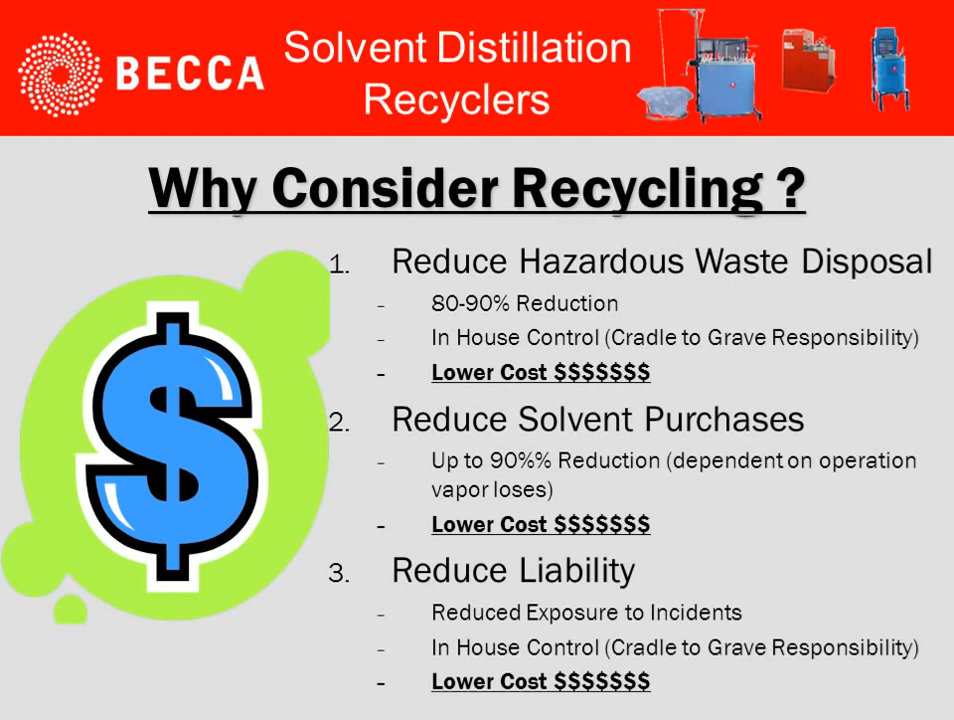 BECCA
Solvent Distillation
Recyclers
Why Consider Recycling ?
1. Reduce Hazardous Waste Disposal
- 80-90% Reduction
- In House Control (Cradle to Grave Responsibility)
- Lower Cost $$$$$$$
2. Reduce Solvent Purchases
- Up to 90%% Reduction (dependent on operation
vapor loses)
- Lower Cost $$$$$$$
3. Reduce Liability
- Reduced Exposure to Incidents
- In House Control (Cradle to Grave Responsibility)
- Lower Cost $$$$$$$
$